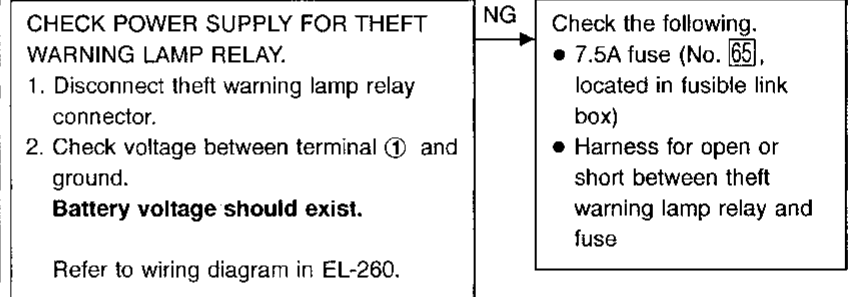 CHECK POWER SUPPLY FOR THEFT
WARNING LAMP RELAY.
1. Disconnect theft warning lamp relay
connector.
2. Check voltage between terminal ① and
ground.
Battery voltage should exist.
Refer to wiring diagram in EL-260.
NG
Check the following.
● 7.5A fuse (No. 65,
located in fusible link
box)
● Harness for open or
short between theft
warning lamp relay and
fuse